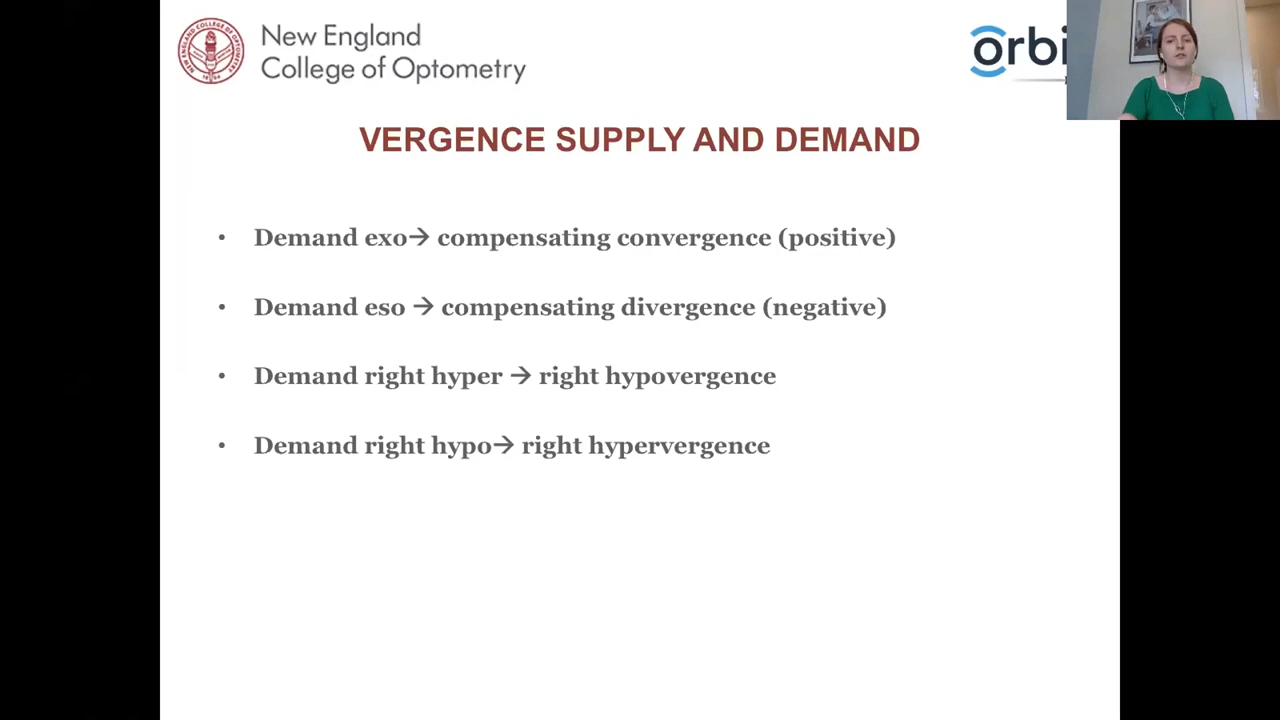 New England
College of Optometry
VERGENCE SUPPLY AND DEMAND
• Demand exo→ compensating convergence (positive)
• Demand eso → compensating divergence (negative)
• Demand right hyper → right hypovergence
• Demand right hypo→ right hypervergence